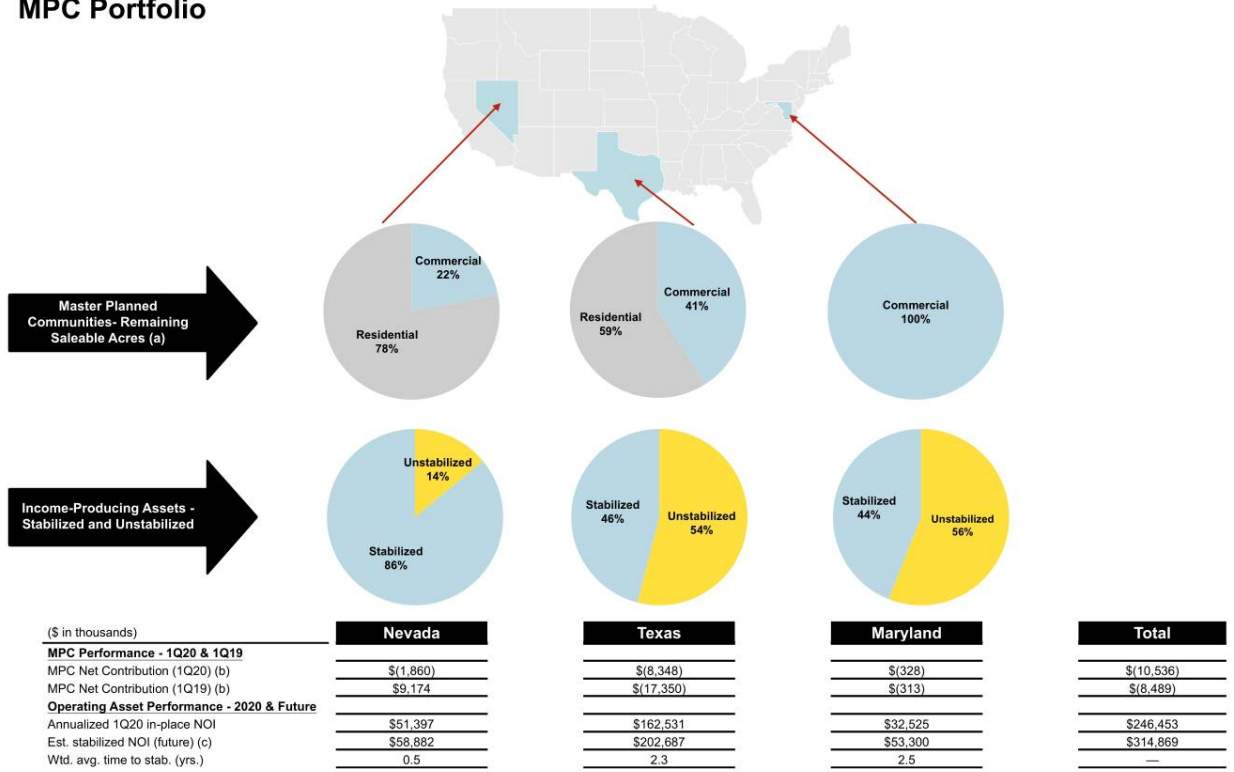 MPC Portfolio
Master Planned
Communities- Remaining
Saleable Acres (a)
Commercial
22%
Residential
78%
Commercial
41%
Residential
59%
Commercial
100%
Income-Producing Assets -
Stabilized and Unstabilized
Unstabilized
14%
Stabilized
86%
Stabilized
46%
Unstabilized
54%
Stabilized
44%
Unstabilized
56%
($ in thousands) Nevada Texas Maryland Total
MPC Performance - 1Q20 & 1Q19
MPC Net Contribution (1Q20) (b) $(1,860) $(8,348) $(328) $(10,536)
MPC Net Contribution (1Q19) (b) $9,174 $(17,350) $(313) $(8,489)
Operating Asset Performance - 2020 & Future
Annualized 1Q20 in-place NOI $51,397 $162,531 $32,525 $246,453
Est. stabilized NOI (future) (c) $58,882 $202,687 $53,300 $314,869
Wtd. avg. time to stab. (yrs.) 0.5 2.3 2.5 —